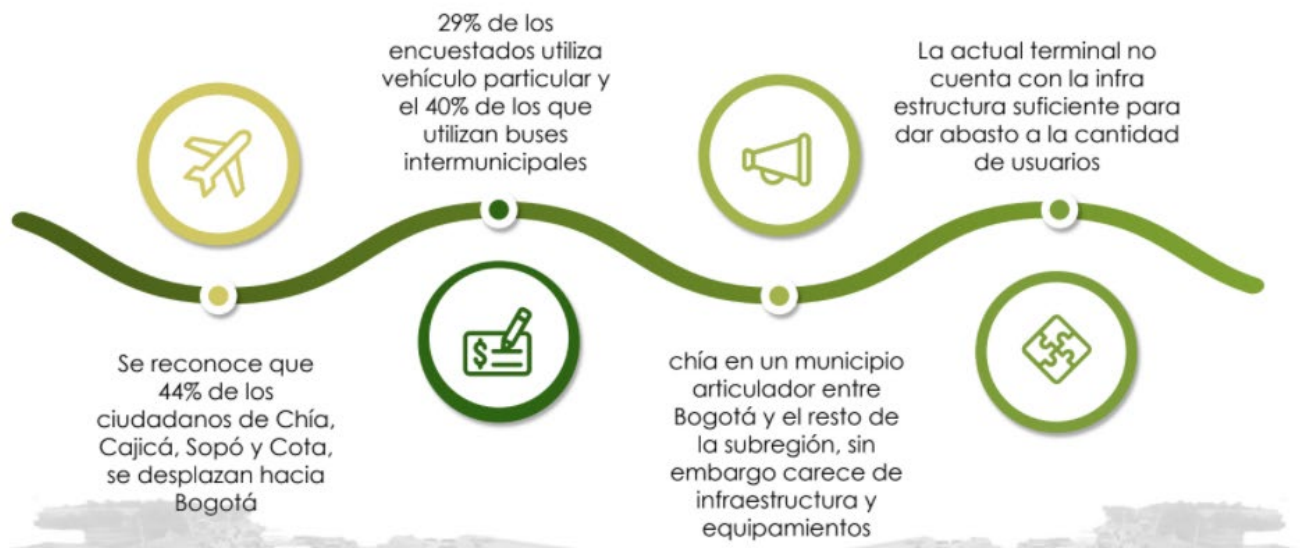 Se reconoce que
44% de los
ciudadanos de Chía,
Cajicá, Sopó y Cota,
se desplazan hacia
Bogotá
29% de los
encuestados utiliza
vehículo particular y
el 40% de los que
utilizan buses
intermunicipales
$
chía en un municipio
articulador entre
Bogotá y el resto de
la subregión, sin
embargo carece de
infraestructura y
equipamientos
La actual terminal no
cuenta con la infra
estructura suficiente para
dar abasto a la cantidad
de usuarios